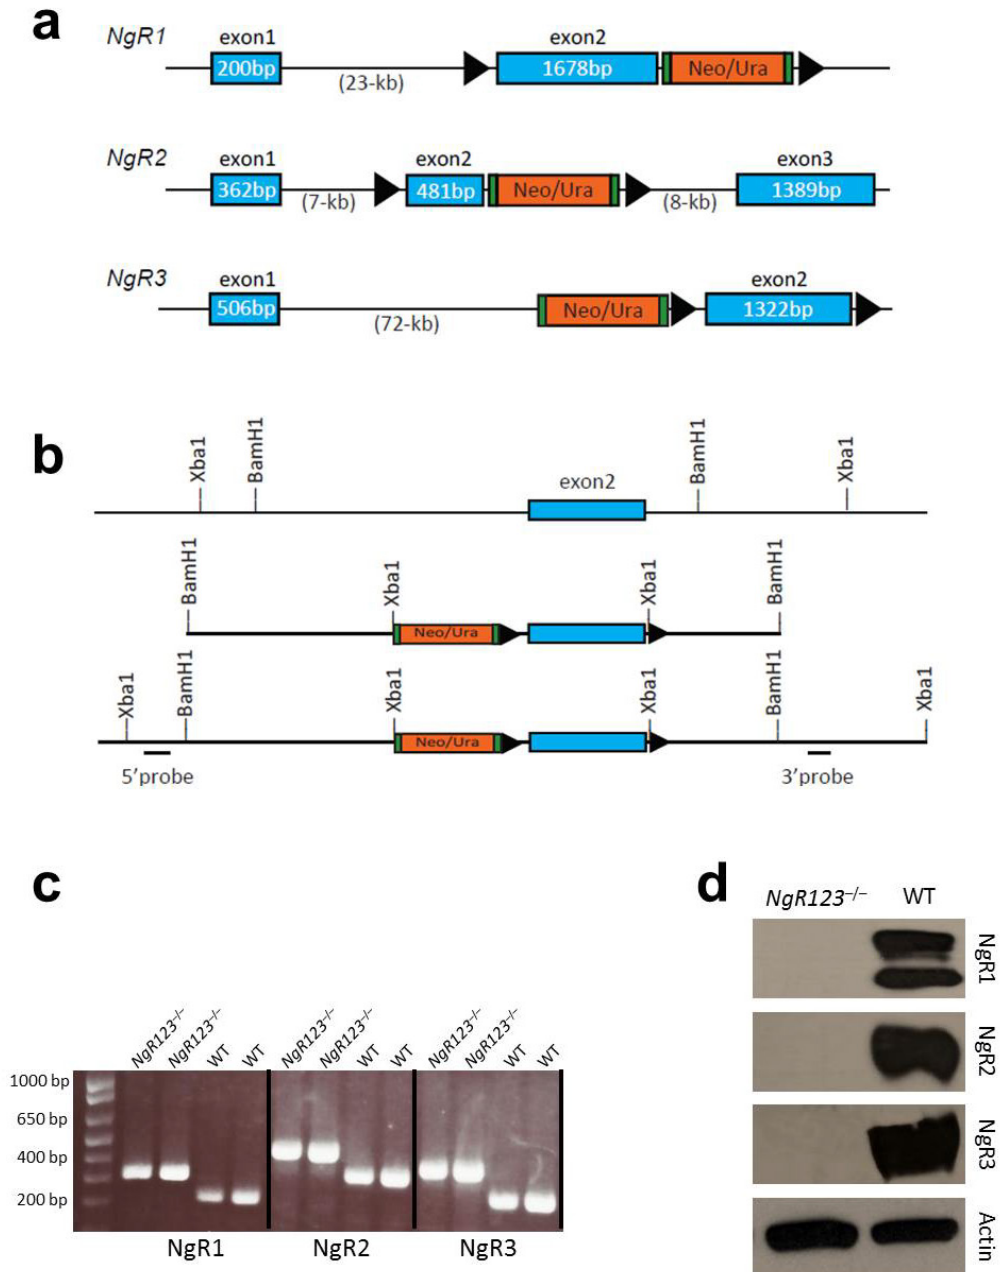 a
NgR1
exon1
exon2
200bp
1678bp
Neo/Ura
(23-kb)
NgR2
exon1
exon2
exon3
362bp
481bp
Neo/Ura
1389bp
(7-kb)
(8-kb)
NgR3
exon1
exon2
506bp
Neo/Ura
1322bp
(72-kb)
b
Xba1
BamH1
exon2
BamH1
Xba1
BamH1
Xba1
Xba1
BamH1
Neo/Ura
Xba1
BamH1
Xba1
Xba1
BamH1
Xba1
Neo/Ura
5'probe
3'probe
c
NgR123–/–
NgR123–/–
WT
WT
NgR123–/–
NgR123–/–
WT
WT
NgR123–/–
NgR123–/–
WT
WT
1000 bp
650 bp
400 bp
200 bp
NgR1
NgR2
NgR3
d
NgR123–/–
WT
NgR1
NgR2
NgR3
Actin